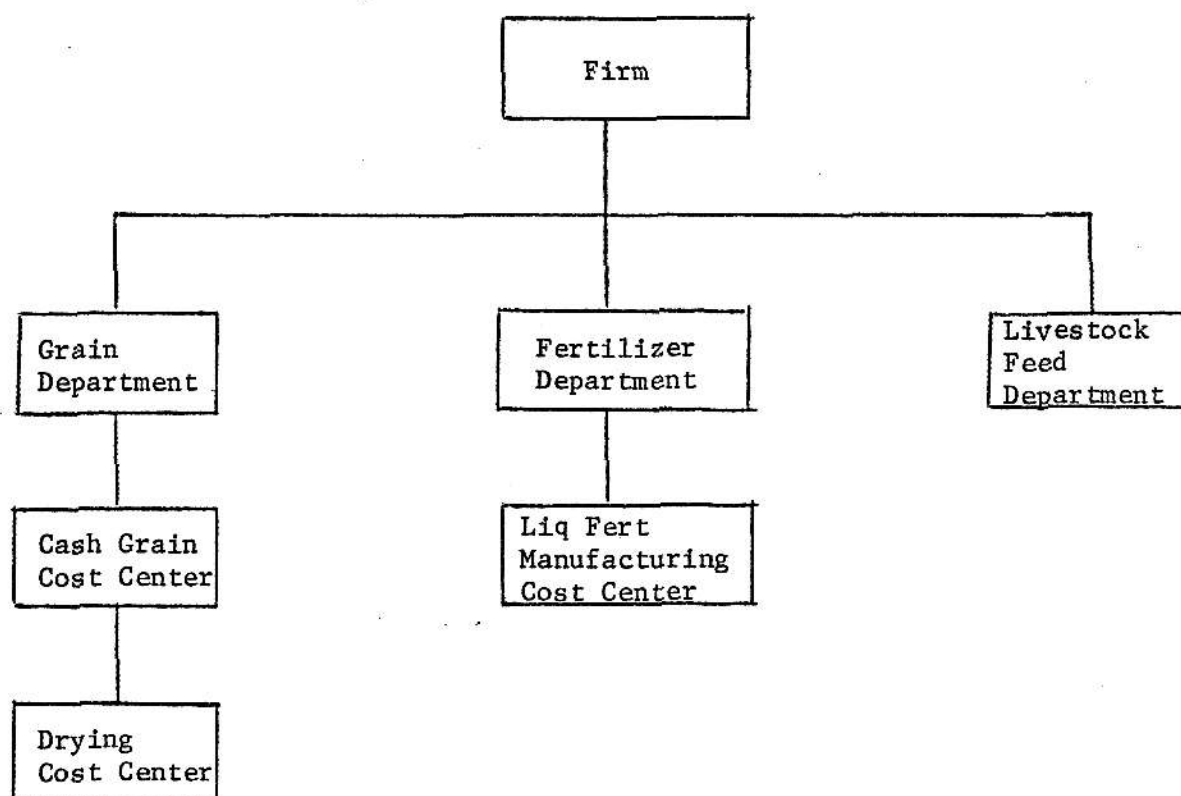 Firm
Grain
Department
Fertilizer
Department
Livestock
Feed
Department
Cash Grain
Cost Center
Liq Fert
Manufacturing
Cost Center
Drying
Cost Center